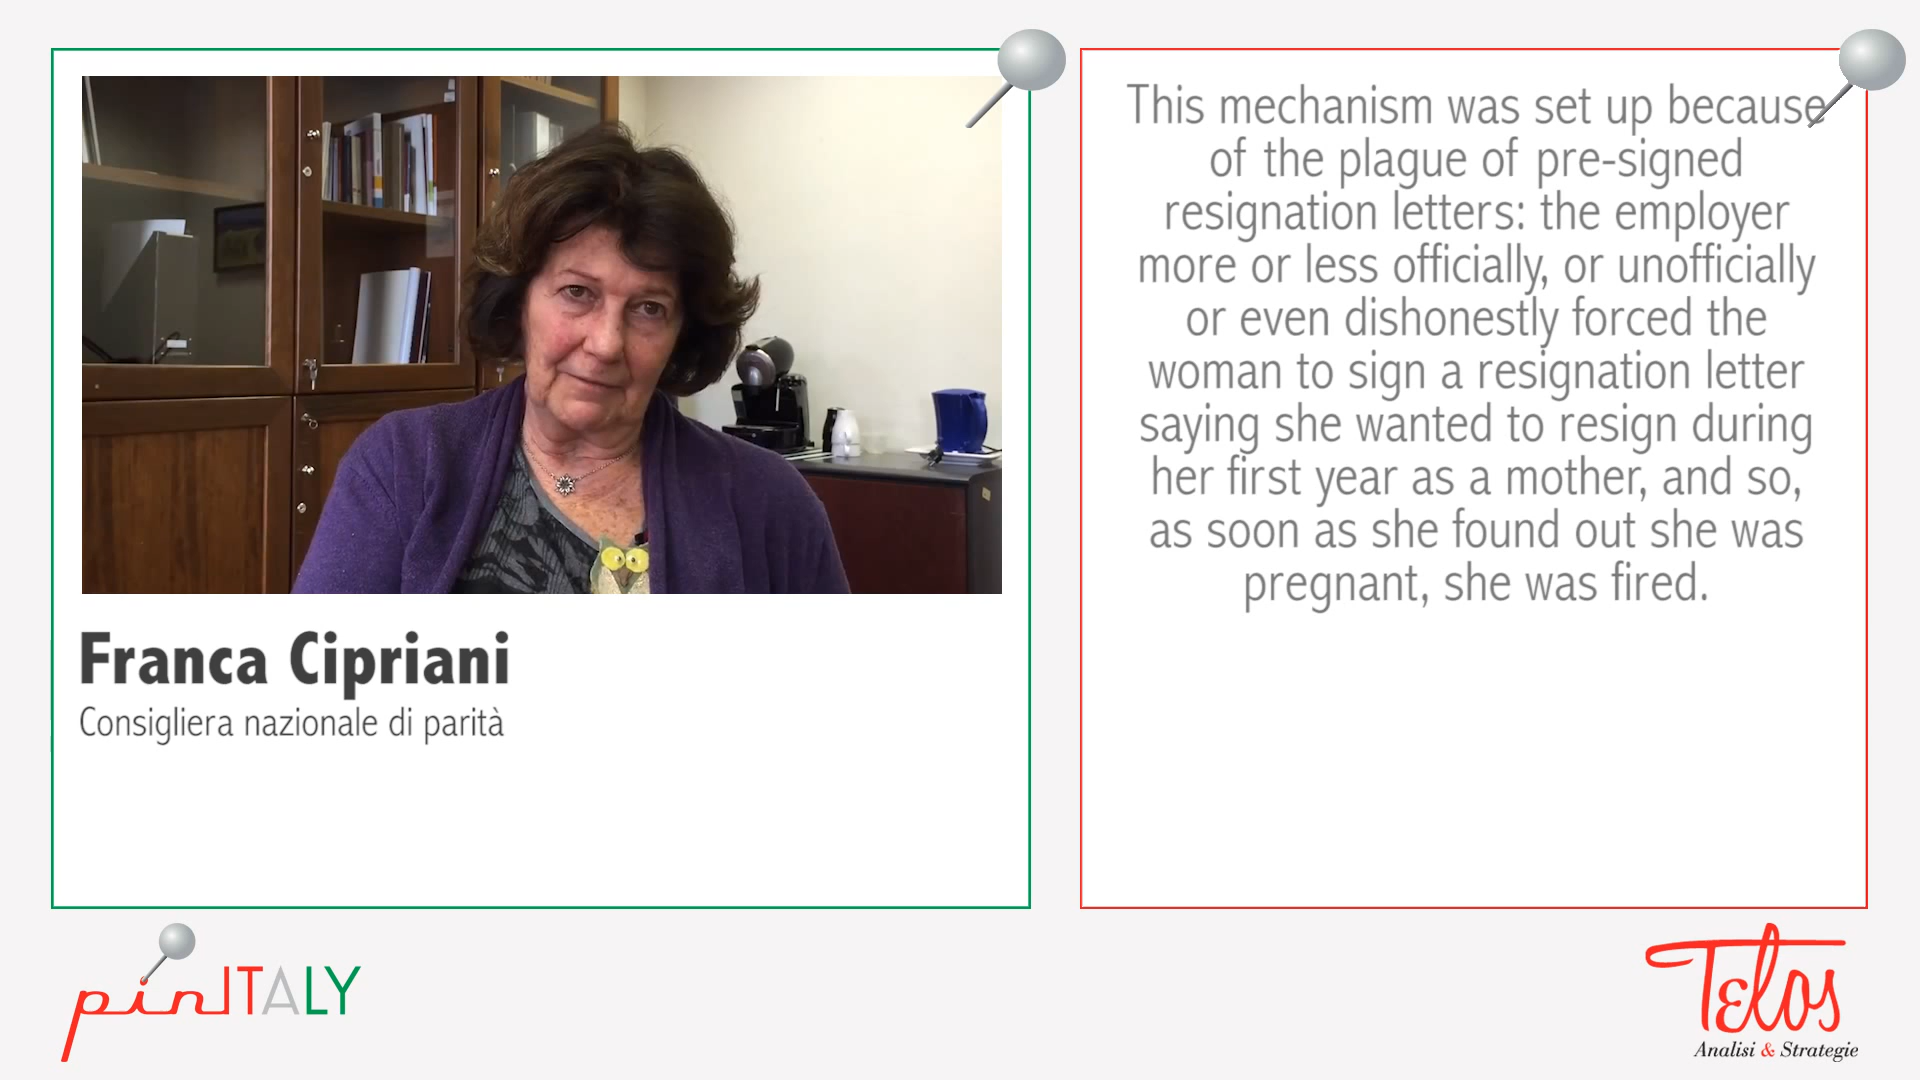 Franca Cipriani
Consigliera nazionale di parità
This mechanism was set up because
of the plague of pre-signed
resignation letters: the employer
more or less officially, or unofficially
or even dishonestly forced the
woman to sign a resignation letter
saying she wanted to resign during
her first year as a mother, and so,
as soon as she found out she was
pregnant, she was fired.
pinITALY
Telos
Analisi & Strategie